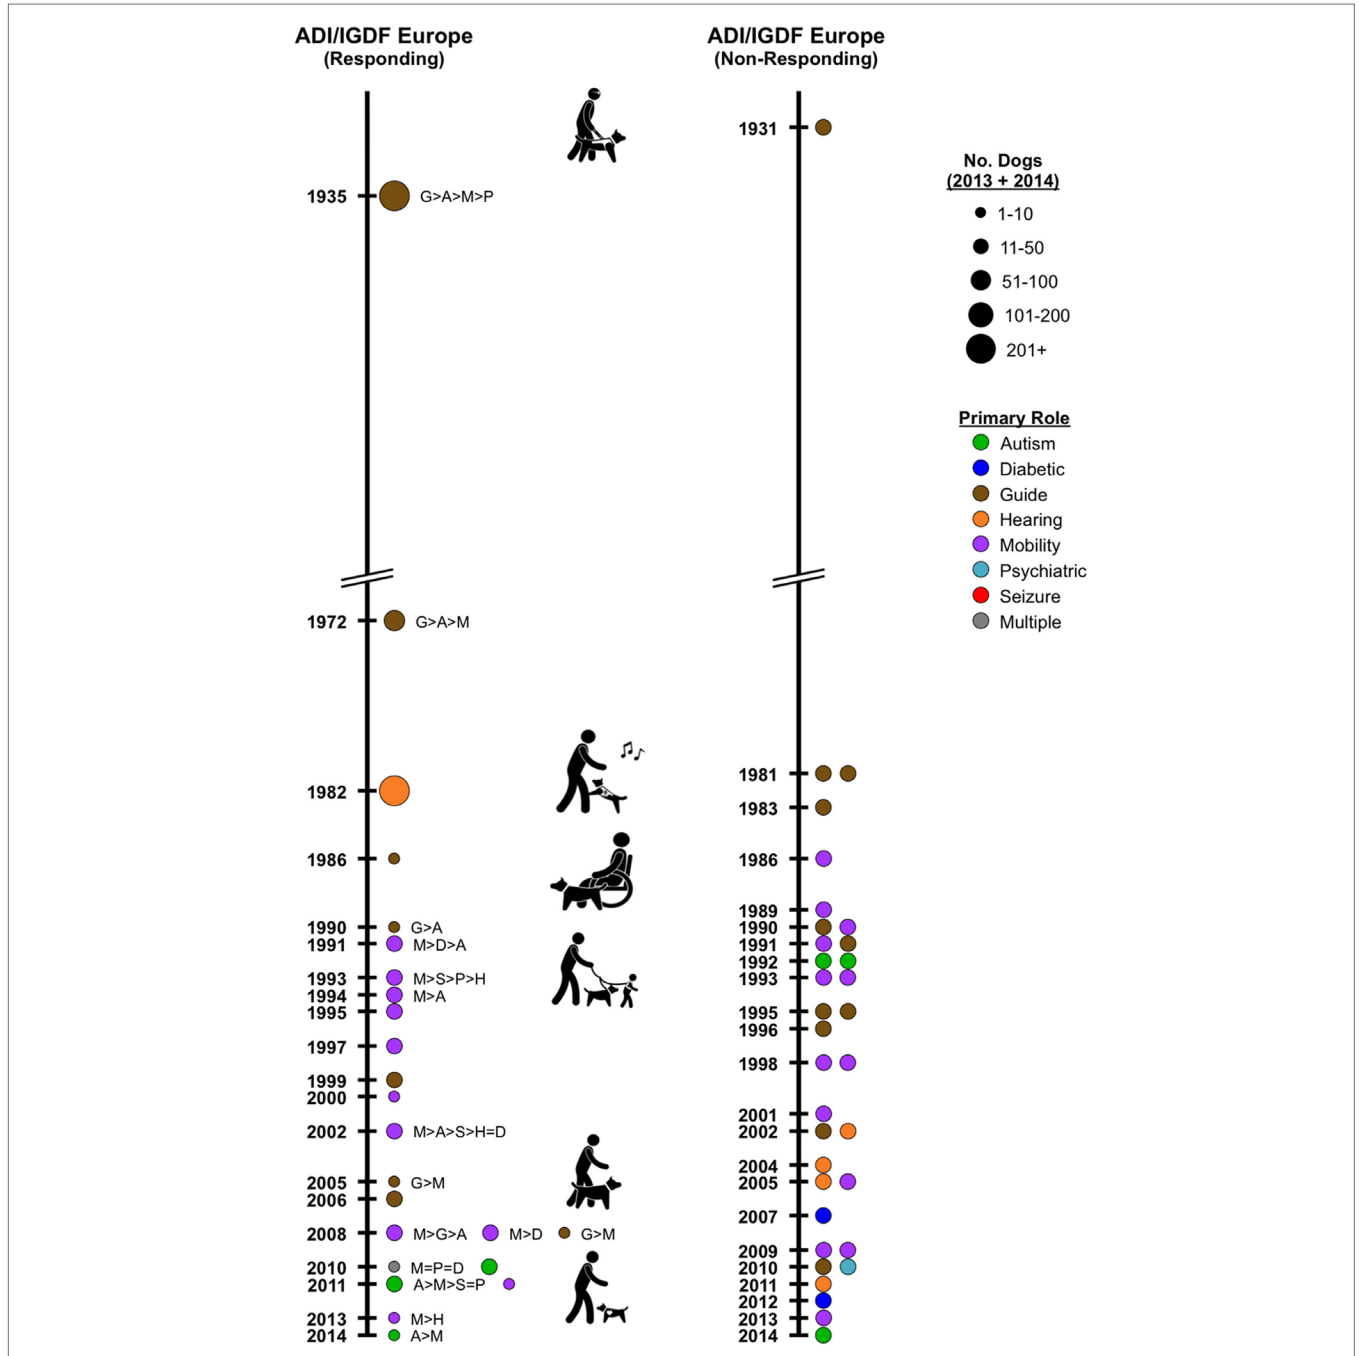 ADI/IGDF Europe
(Responding)
1935 G>A>M>P
1972 G>A>M
1982
1986
1990 G>A
1991 M>D>A
1993 M>S>P>H
1994 M>A
1995
1997
1999
2000
2002 M>A>S>H=D
2005 G>M
2006
2008 M>G>A M>D G>M
2010 M=P=D
2011 A>M>S=P
2013 M>H
2014 A>M
ADI/IGDF Europe
(Non-Responding)
1931
1981
1983
1986
1989
1990
1991
1992
1993
1995
1996
1998
2001
2002
2004
2005
2007
2009
2010
2011
2012
2013
2014
No. Dogs
(2013 + 2014)
1-10
11-50
51-100
101-200
201+
Primary Role
Autism
Diabetic
Guide
Hearing
Mobility
Psychiatric
Seizure
Multiple